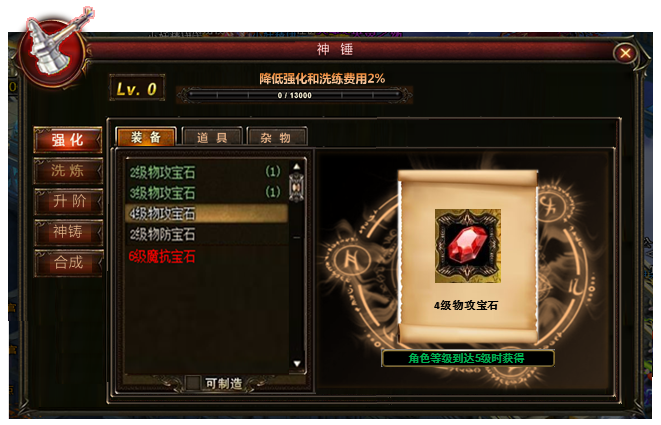 神 锤
降低强化和洗练费用2%
Lv. 0
0 / 13000
强 化
洗 炼
升 阶
神 铸
合 成
装 备
道 具
杂 物
2级物攻宝石 (1)
3级物攻宝石 (1)
4级物攻宝石
2级物防宝石
6级魔抗宝石
可制造
4级物攻宝石
角色等级到达5级时获得